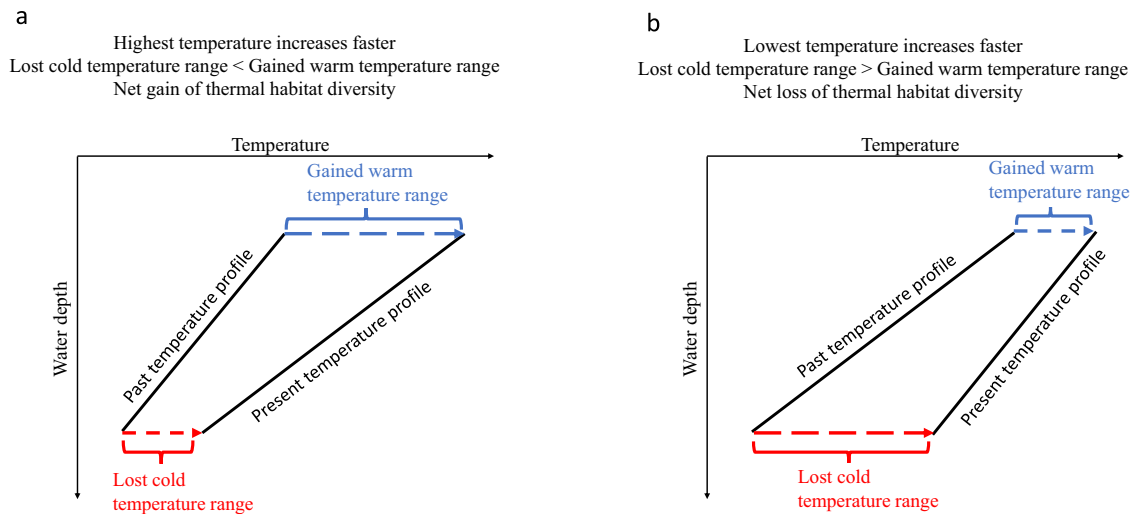 a
Highest temperature increases faster
Lost cold temperature range < Gained warm temperature range
Net gain of thermal habitat diversity
Temperature
Gained warm
temperature range
Past temperature profile
Present temperature profile
Water depth
Lost cold
temperature range
b
Lowest temperature increases faster
Lost cold temperature range > Gained warm temperature range
Net loss of thermal habitat diversity
Temperature
Gained warm
temperature range
Past temperature profile
Present temperature profile
Water depth
Lost cold
temperature range